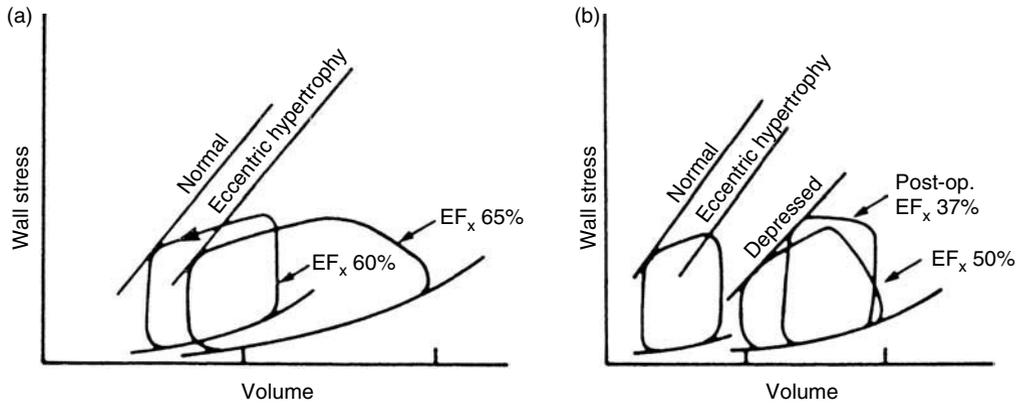 (a)
Wall stress
Normal
Eccentric hypertrophy
EFx 65%
EFx 60%
Volume
(b)
Wall stress
Normal
Eccentric hypertrophy
Depressed
Post-op.
EFx 37%
EFx 50%
Volume